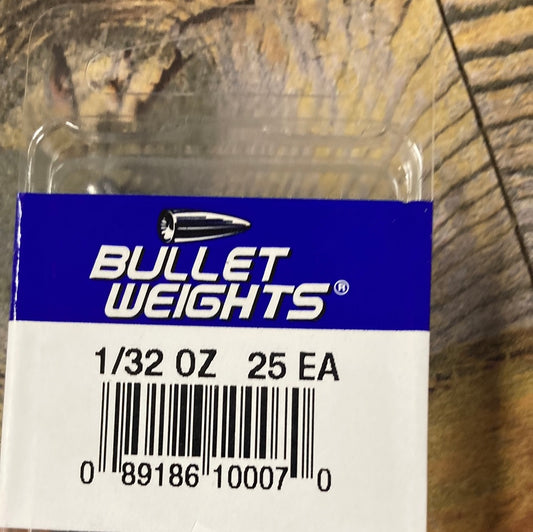 BULLET
WEIGHTS®
1/32 OZ 25 EA
0 89186 10007 0